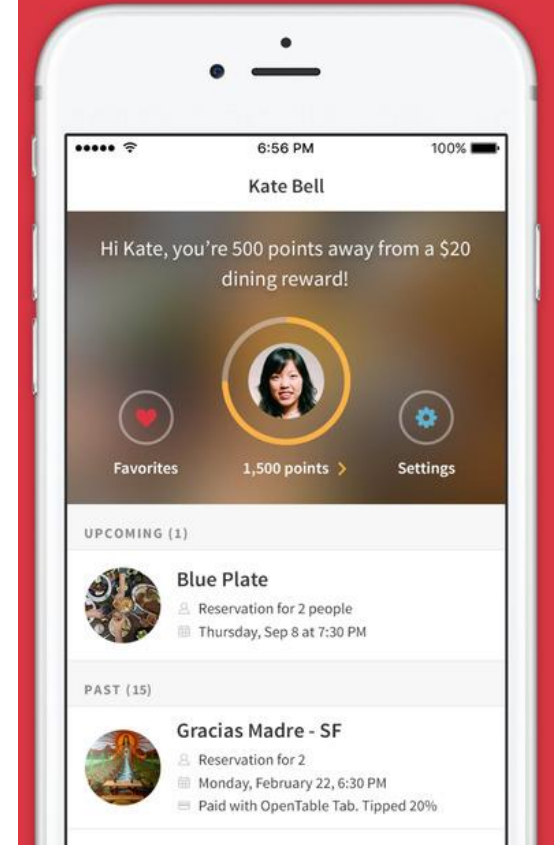 6:56 PM
100%
Kate Bell
Hi Kate, you’re 500 points away from a $20
dining reward!
Favorites
1,500 points
Settings
UPCOMING (1)
Blue Plate
Reservation for 2 people
Thursday, Sep 8 at 7:30 PM
PAST (15)
Gracias Madre - SF
Reservation for 2
Monday, February 22, 6:30 PM
Paid with OpenTable Tab. Tipped 20%